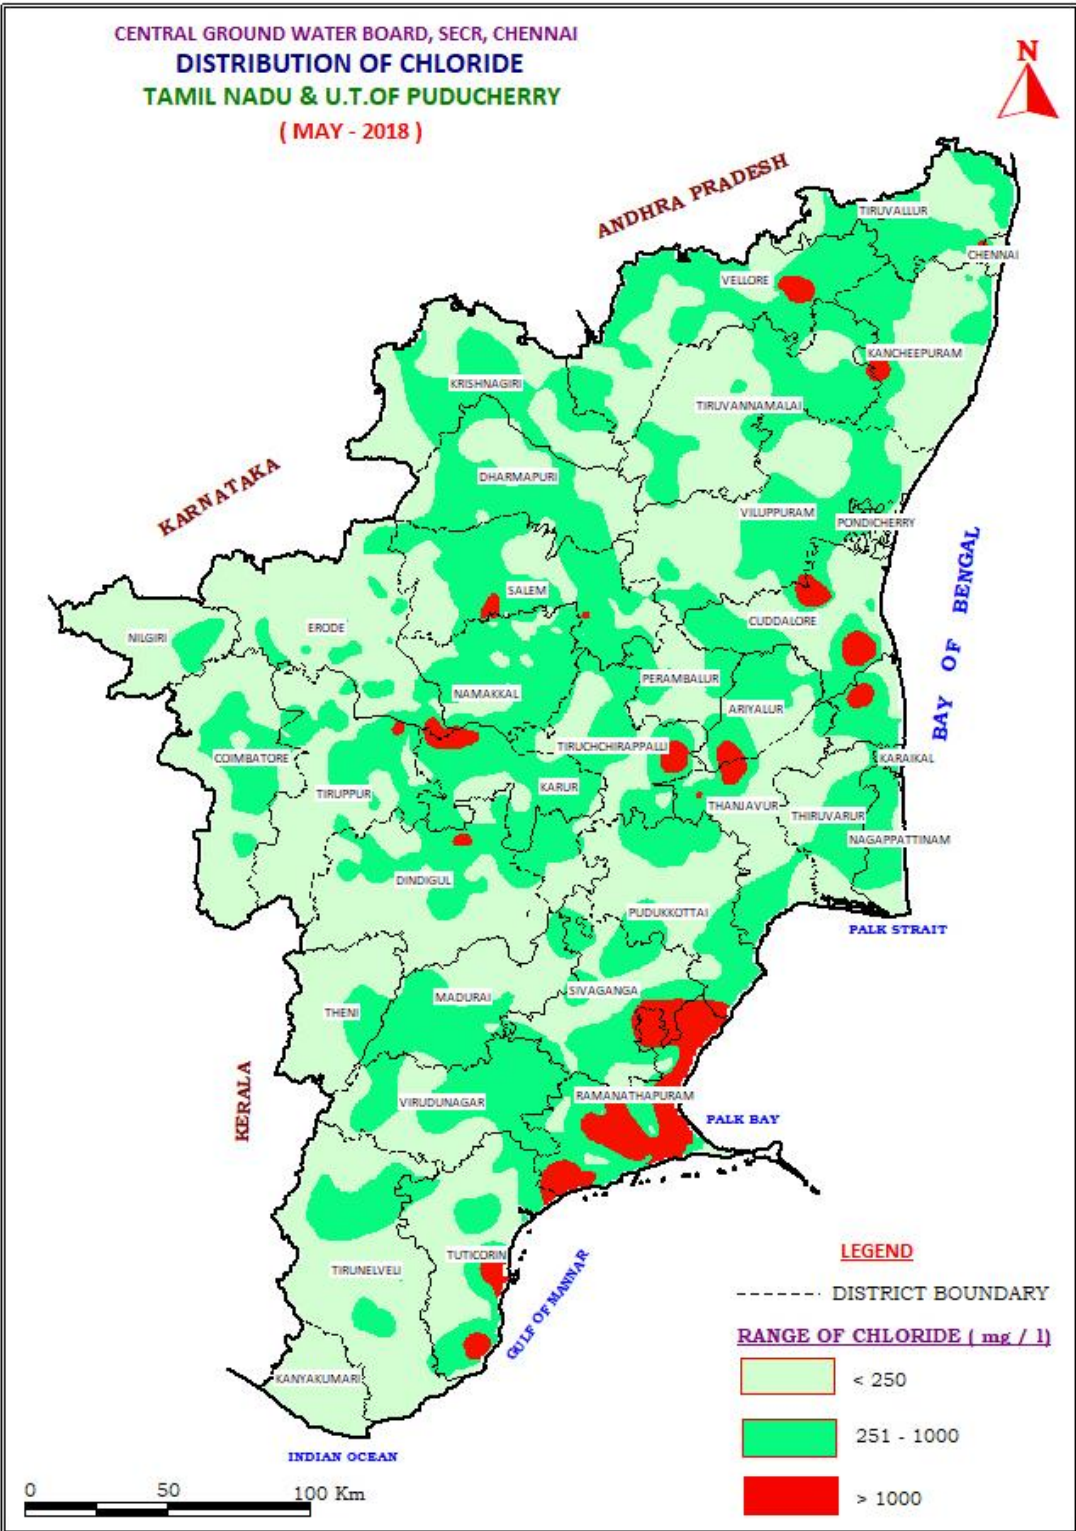 CENTRAL GROUND WATER BOARD, SECR, CHENNAI
DISTRIBUTION OF CHLORIDE
TAMIL NADU & U.T.OF PUDUCHERRY
( MAY - 2018 )
N
ANDHRA PRADESH
TIRUVALLUR
CHENNAI
VELLORE
KANCHEEPURAM
KRISHNAGIRI
TIRUVANNAMALAI
KARNATAKA
DHARMAPURI
VILUPPURAM
PONDICHERRY
SALEM
CUDDALORE
BAY OF BENGAL
NILGIRI
ERODE
PERAMBALUR
NAMAKKAL
ARIYALUR
TIRUCHCHIRAPPALLI
COIMBATORE
KARAIKAL
KARUR
TIRUPPUR
THANJAVUR
THIRUVARUR
NAGAPPATTINAM
DINDIGUL
PUDUKKOTTAI
PALK STRAIT
SIVAGANGA
MADURAI
THENI
KERALA
RAMANATHAPURAM
VIRUDUNAGAR
PALK BAY
TUTICORIN
TIRUNELVELI
GULF OF MANNAR
KANYAKUMARI
INDIAN OCEAN
LEGEND
DISTRICT BOUNDARY
RANGE OF CHLORIDE ( mg / l)
< 250
251 - 1000
> 1000
0 50 100 Km